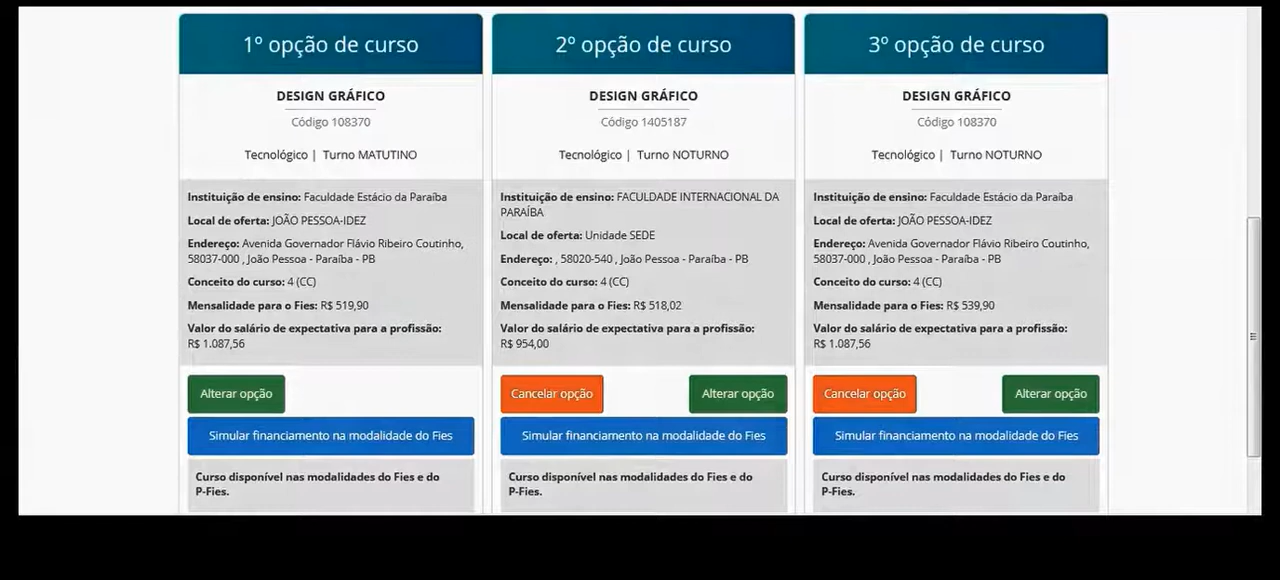 1º opção de curso
DESIGN GRÁFICO
Código 108370
Tecnológico | Turno MATUTINO
Instituição de ensino: Faculdade Estácio da Paraíba
Local de oferta: JOÃO PESSOA-IDEZ
Endereço: Avenida Governador Flávio Ribeiro Coutinho,
58037-000 , João Pessoa - Paraíba - PB
Conceito do curso: 4 (CC)
Mensalidade para o Fies: R$ 519,90
Valor do salário de expectativa para a profissão:
R$ 1.087,56
Alterar opção
Simular financiamento na modalidade do Fies
Curso disponível nas modalidades do Fies e do
P-Fies.
2º opção de curso
DESIGN GRÁFICO
Código 1405187
Tecnológico | Turno NOTURNO
Instituição de ensino: FACULDADE INTERNACIONAL DA
PARAÍBA
Local de oferta: Unidade SEDE
Endereço: , 58020-540 , João Pessoa - Paraíba - PB
Conceito do curso: 4 (CC)
Mensalidade para o Fies: R$ 518,02
Valor do salário de expectativa para a profissão:
R$ 954,00
Cancelar opção Alterar opção
Simular financiamento na modalidade do Fies
Curso disponível nas modalidades do Fies e do
P-Fies.
3º opção de curso
DESIGN GRÁFICO
Código 108370
Tecnológico | Turno NOTURNO
Instituição de ensino: Faculdade Estácio da Paraíba
Local de oferta: JOÃO PESSOA-IDEZ
Endereço: Avenida Governador Flávio Ribeiro Coutinho,
58037-000 , João Pessoa - Paraíba - PB
Conceito do curso: 4 (CC)
Mensalidade para o Fies: R$ 539,90
Valor do salário de expectativa para a profissão:
R$ 1.087,56
Cancelar opção Alterar opção
Simular financiamento na modalidade do Fies
Curso disponível nas modalidades do Fies e do
P-Fies.